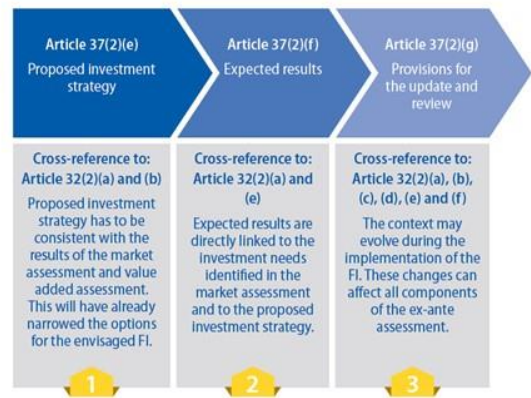 Article 37(2)(e)
Proposed investment
strategy
Article 37(2)(f)
Expected results
Article 37(2)(g)
Provisions for
the update and
review
Cross-reference to:
Article 32(2)(a) and (b)
Proposed investment
strategy has to be
consistent with the
results of the market
assessment and value
added assessment.
This will have already
narrowed the options
for the envisaged FI.
1
Cross-reference to:
Article 32(2)(a) and
(e)
Expected results are
directly linked to the
investment needs
identified in the
market assessment
and to the proposed
investment strategy.
2
Cross-reference to:
Article 32(2)(a), (b),
(c), (d), (e) and (f)
The context may
evolve during the
implementation of the
FI. These changes can
affect all components
of the ex-ante
assessment.
3